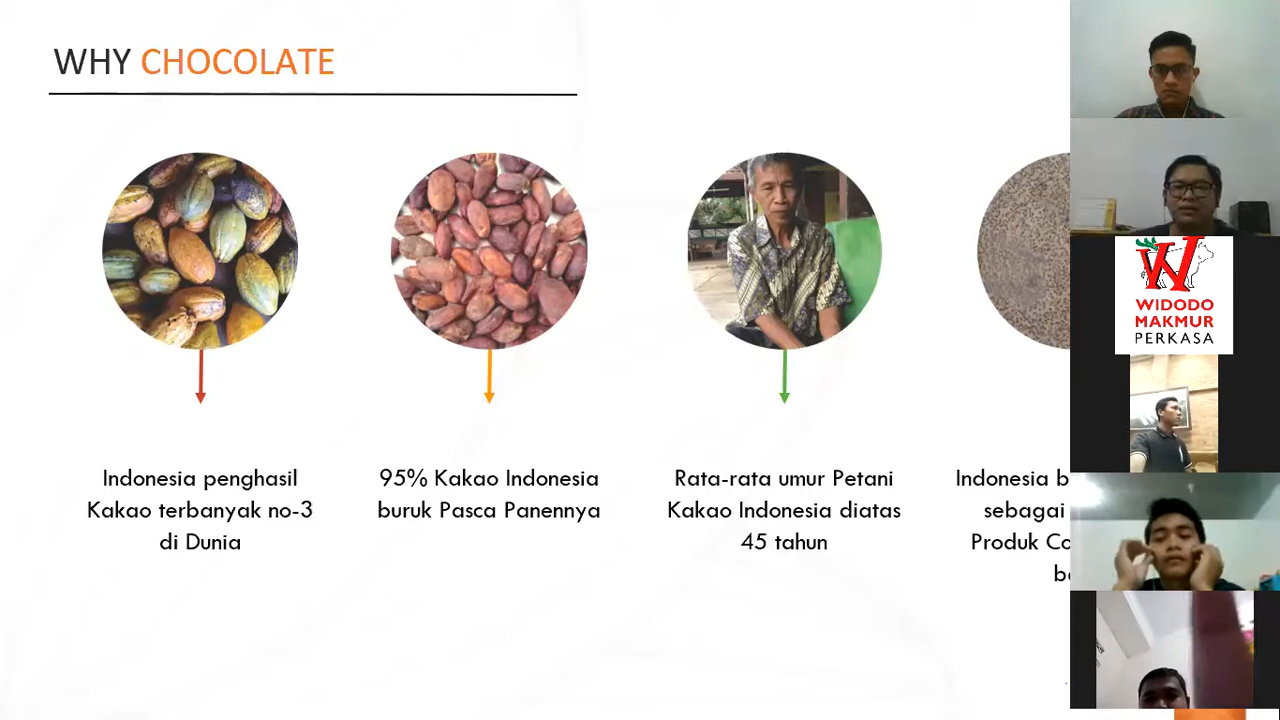 WHY CHOCOLATE
Indonesia penghasil
Kakao terbanyak no-3
di Dunia
95% Kakao Indonesia
buruk Pasca Panennya
Rata-rata umur Petani
Kakao Indonesia diatas
45 tahun
Indonesia
sebagai
Produk
WIDODO
MAKMUR
PERKASA